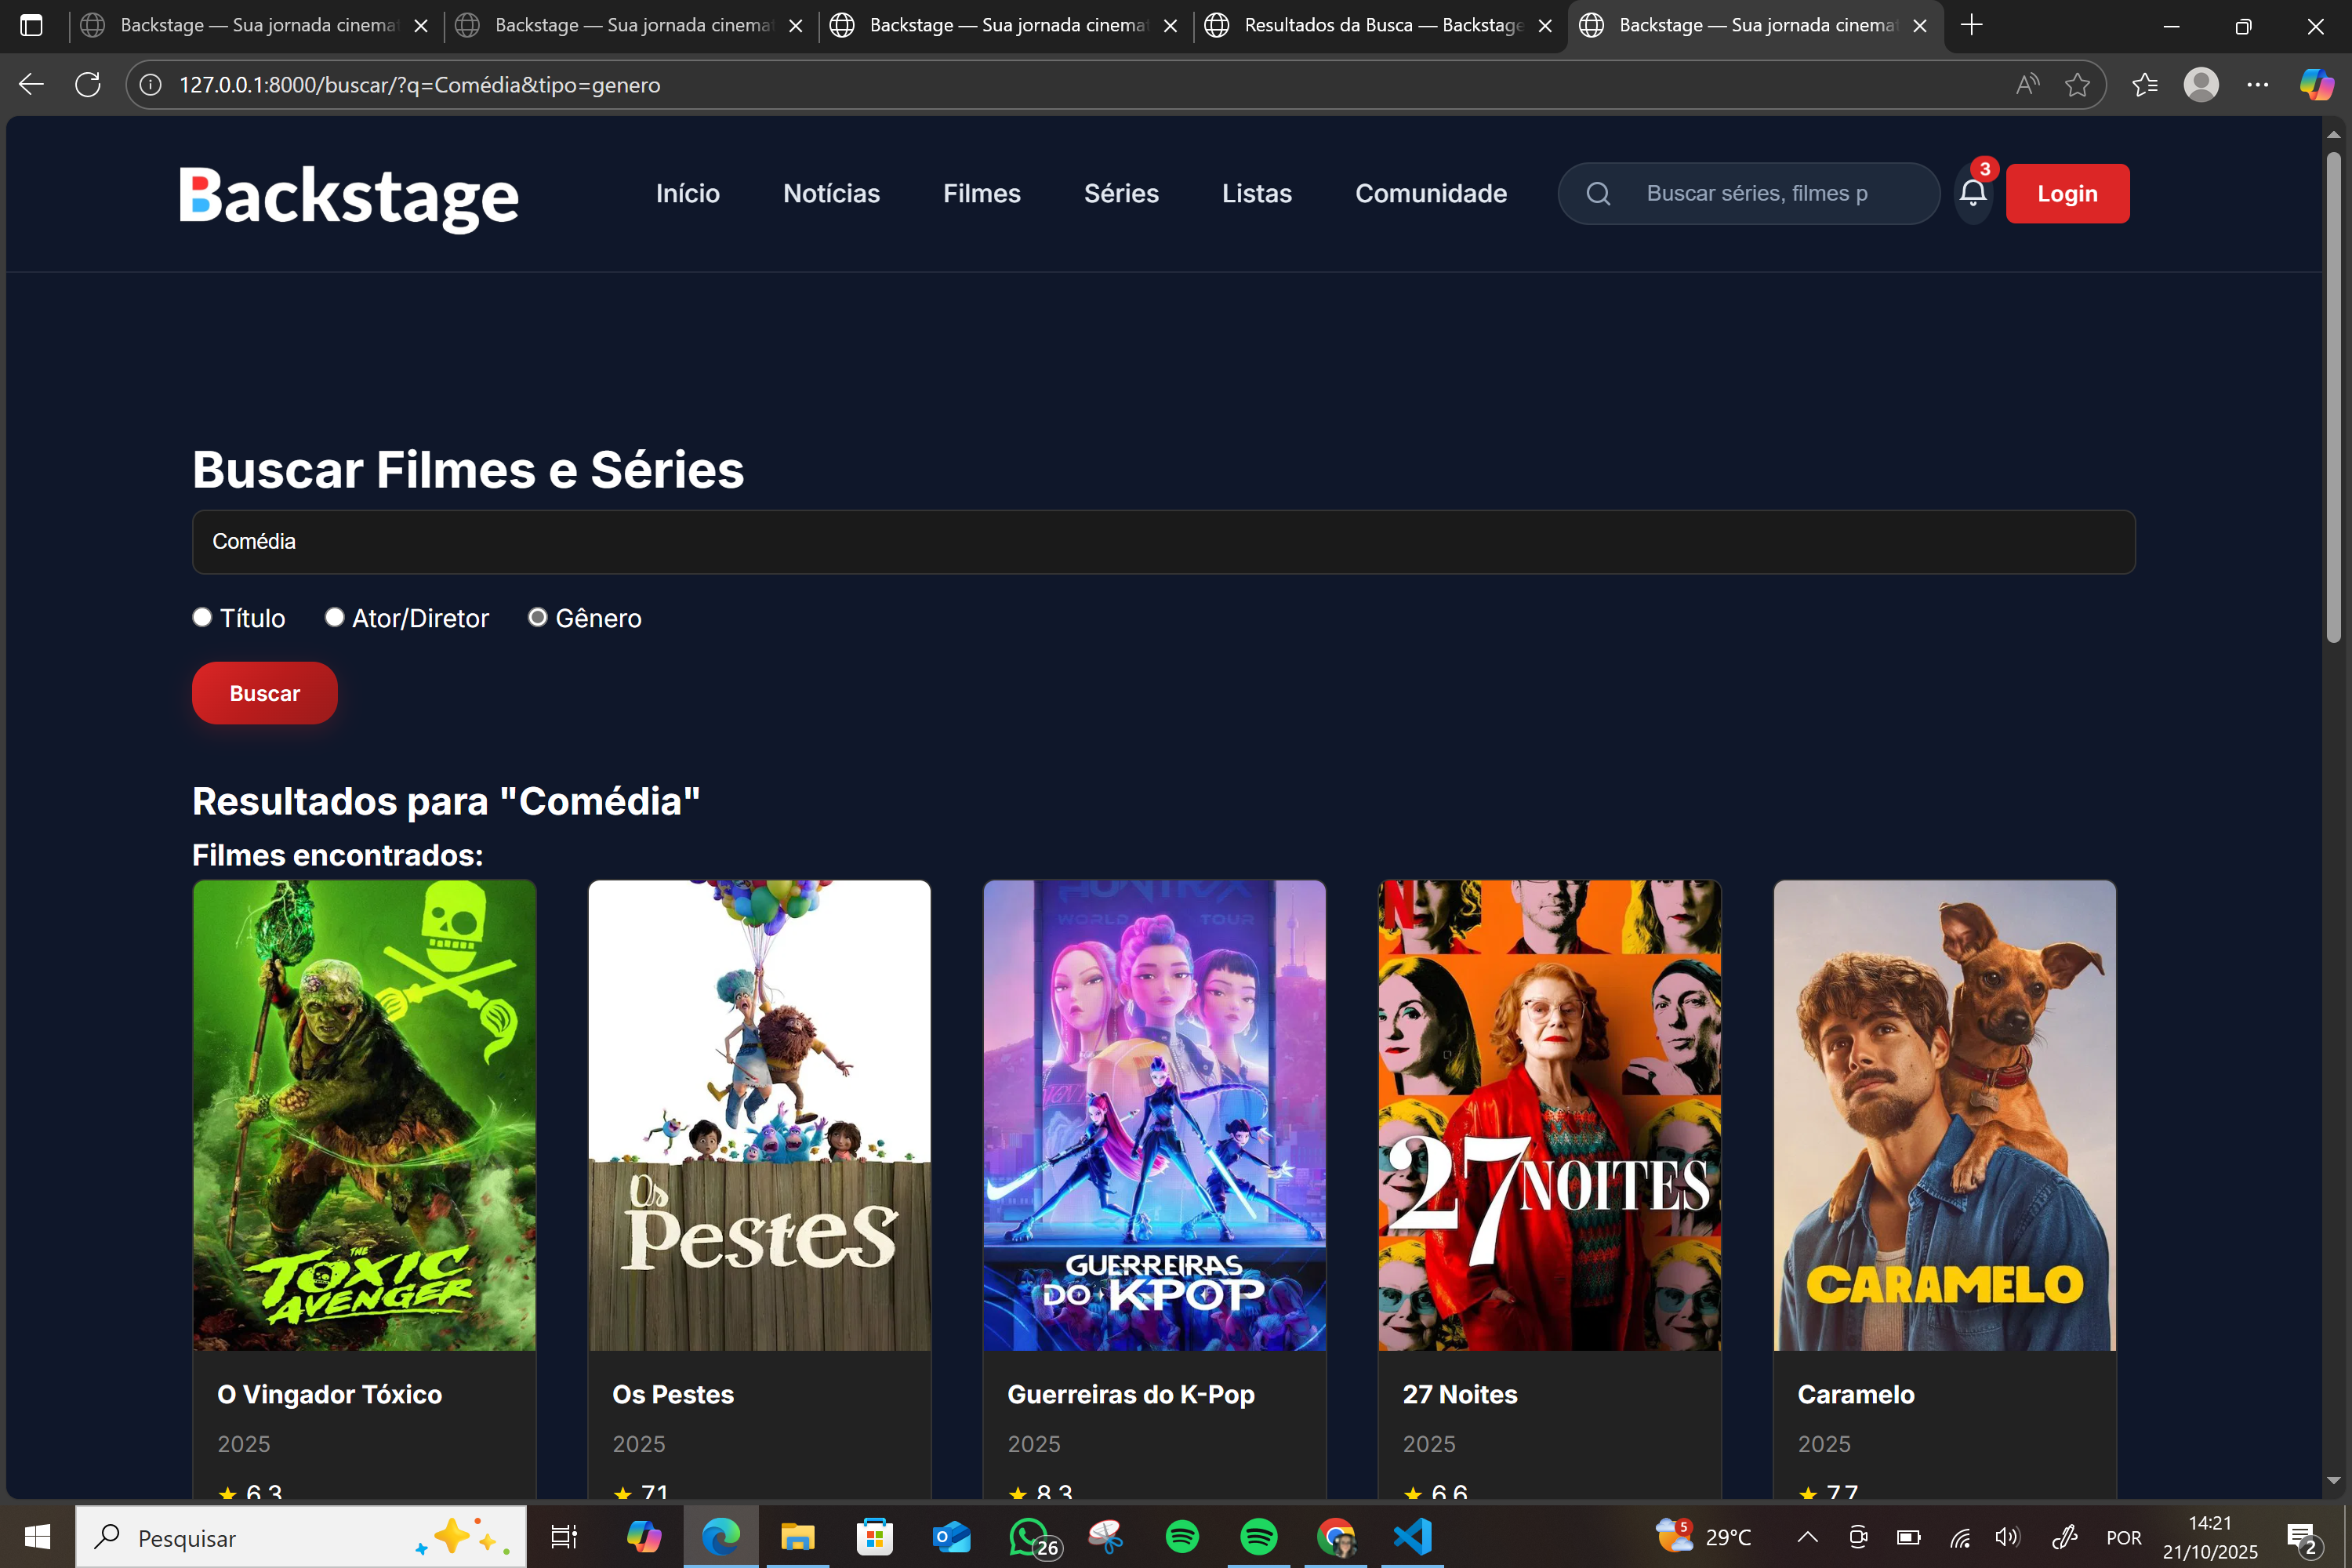 Backstage — Sua jornada cinema
Backstage — Sua jornada cinema
Backstage — Sua jornada cinema
Resultados da Busca — Backstage
Backstage — Sua jornada cinema
127.0.0.1:8000/buscar/?q=Comédia&tipo=genero
Backstage
Início
Notícias
Filmes
Séries
Listas
Comunidade
Buscar séries, filmes p
3
Login
Buscar Filmes e Séries
Comédia
Título
Ator/Diretor
Gênero
Buscar
Resultados para "Comédia"
Filmes encontrados:
THE
TOXIC
AVENGER
Os
Pestes
HUNTR/X
WORLD TOUR
GUERREIRAS
DO KPOP
N
27 NOITES
CARAMELO
O Vingador Tóxico
Os Pestes
Guerreiras do K-Pop
27 Noites
Caramelo
2025
2025
2025
2025
2025
★ 6.3
★ 7.1
★ 8.3
★ 6.6
★ 7.7
Pesquisar
26
5
29°C
POR
14:21
21/10/2025
2